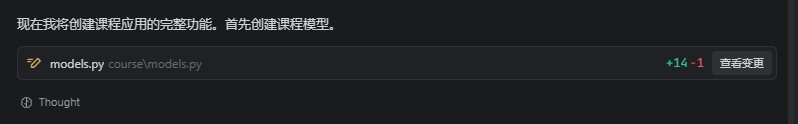 现在我将创建课程应用的完整功能。首先创建课程模型。
models.py course\models.py +14 -1 查看变更
Thought